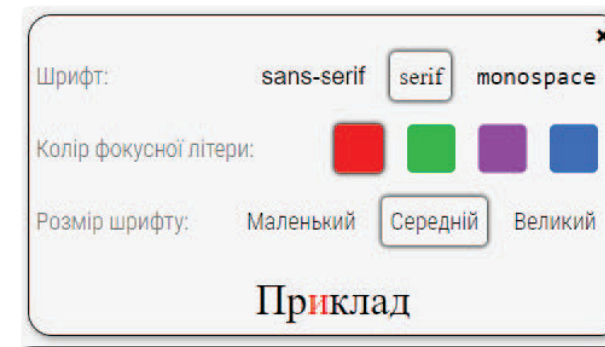 Шрифт: sans-serif serif monospace
Колір фокусної літери:
Розмір шрифту: Маленький Середній Великий
Приклад